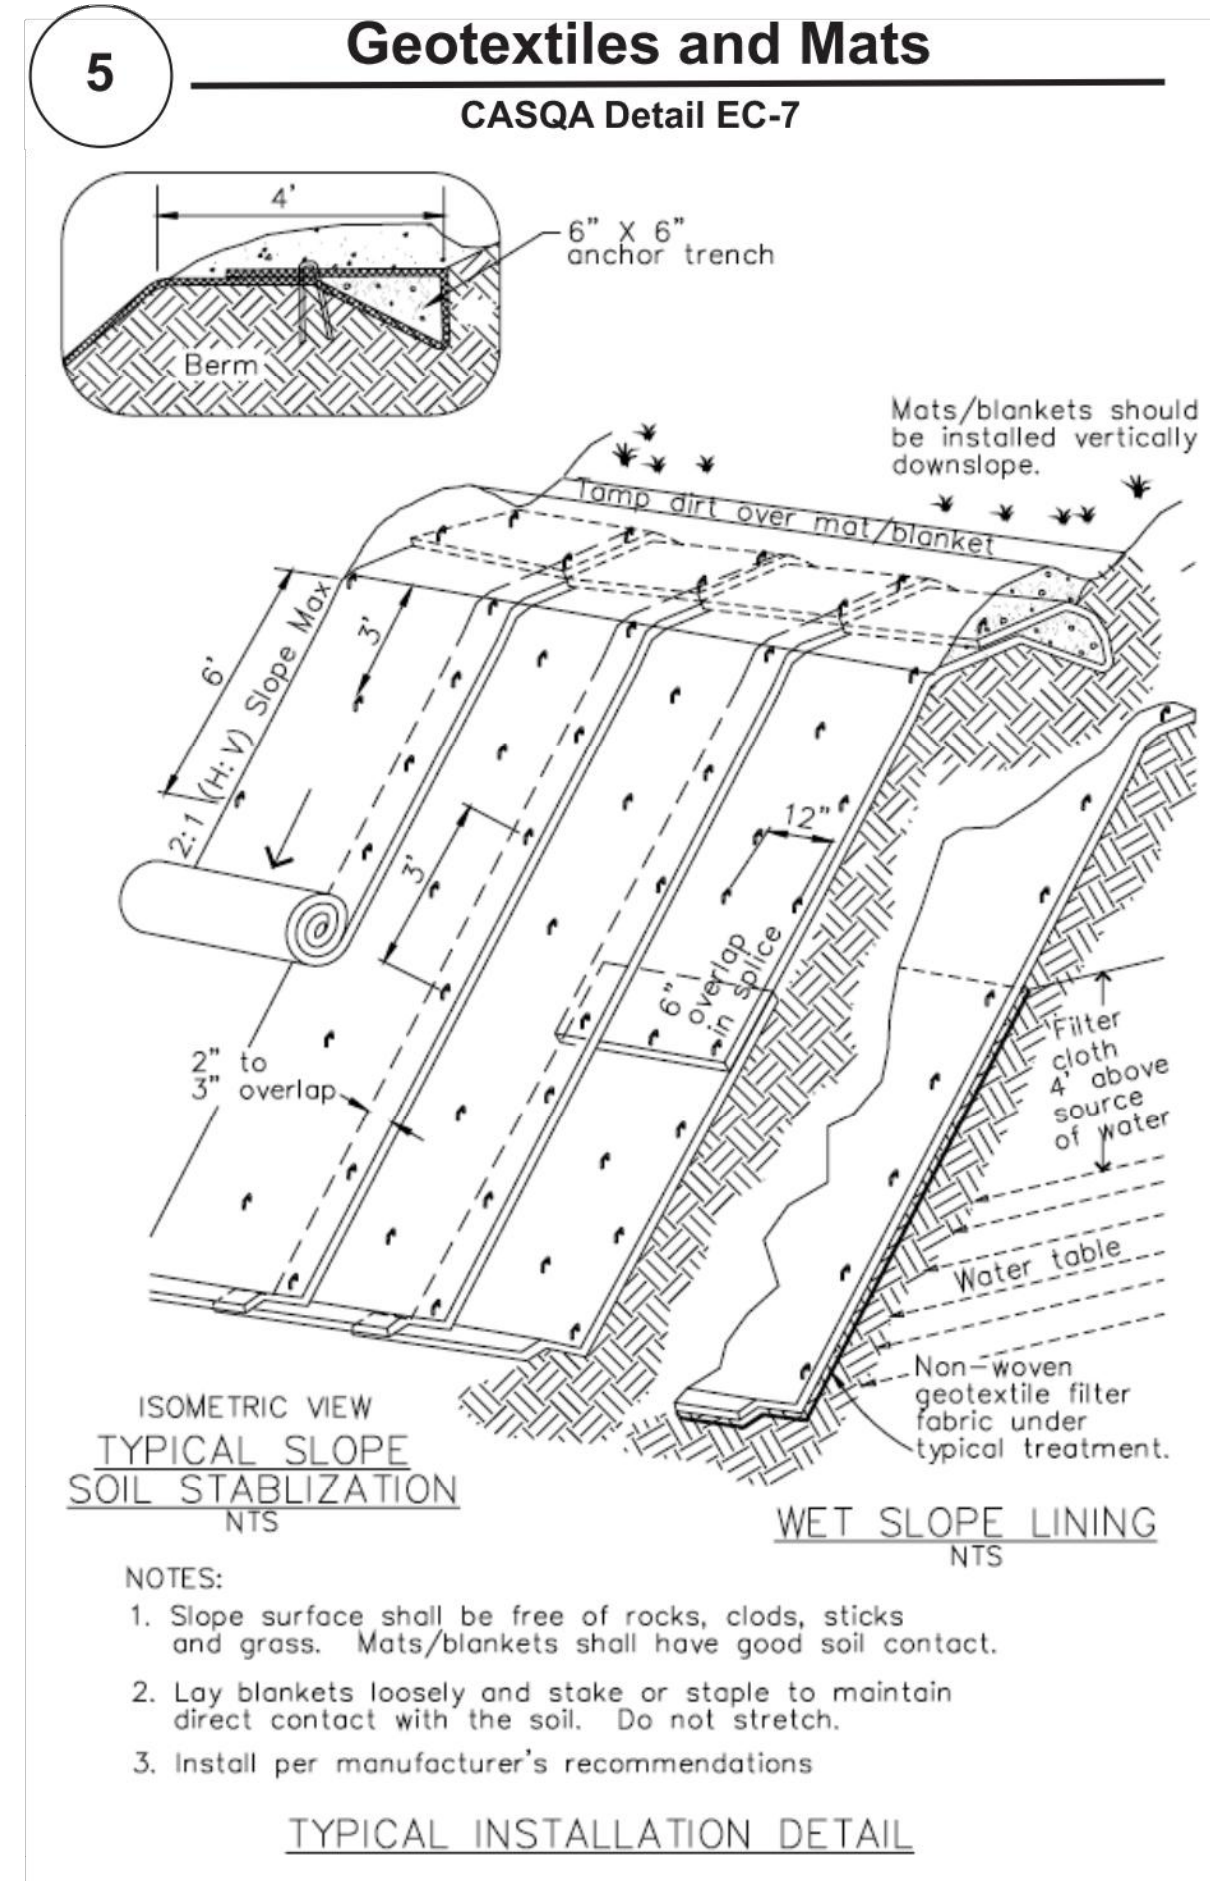 5
Geotextiles and Mats
CASQA Detail EC-7
4'
6" X 6"
anchor trench
Berm
Mats/blankets should
be installed vertically
downslope.
Tamp dirt over mat/blanket
6'
2:1 (H:V) Slope Max
3'
3'
12"
6"
overlap
in splice
2" to
3" overlap
Filter
cloth
4' above
source
of water
Water table
Non-woven
geotextile filter
fabric under
typical treatment.
ISOMETRIC VIEW
TYPICAL SLOPE
SOIL STABLIZATION
NTS
WET SLOPE LINING
NTS
NOTES:
1. Slope surface shall be free of rocks, clods, sticks
and grass. Mats/blankets shall have good soil contact.
2. Lay blankets loosely and stake or staple to maintain
direct contact with the soil. Do not stretch.
3. Install per manufacturer's recommendations
TYPICAL INSTALLATION DETAIL